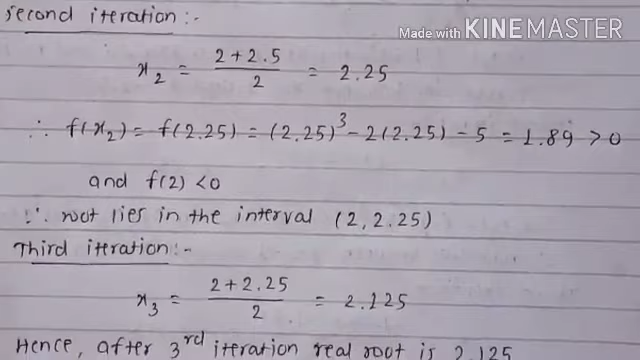 Second iteration:-
Made with KINEMASTER
x₂ = (2+2.5)/2 = 2.25
∴ f(x₂) = f(2.25) = (2.25)³ - 2(2.25) - 5 = 1.89 > 0
and f(2) < 0
∵ root lies in the interval (2, 2.25)
Third iteration:-
x₃ = (2+2.25)/2 = 2.125
Hence, after 3rd iteration real root is 2.125